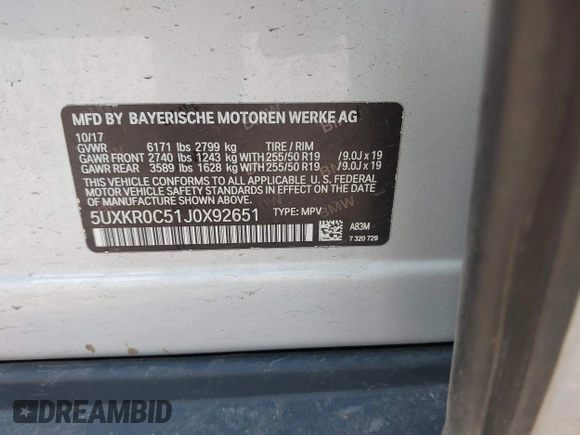 MFD BY BAYERISCHE MOTOREN WERKE AG
10/17
GVWR 6171 lbs 2799 kg TIRE / RIM
GAWR FRONT 2740 lbs 1243 kg WITH 255/50 R19 /9.0J x 19
GAWR REAR 3589 lbs 1628 kg WITH 255/50 R19 /9.0J x 19
THIS VEHICLE CONFORMS TO ALL APPLICABLE U. S. FEDERAL
MOTOR VEHICLE SAFETY STANDARDS IN EFFECT ON THE DATE OF
MANUFACTURE SHOWN ABOVE.
5UXKR0C51J0X92651 TYPE: MPV
A83M
7 320 729
BMW
DREAMBID